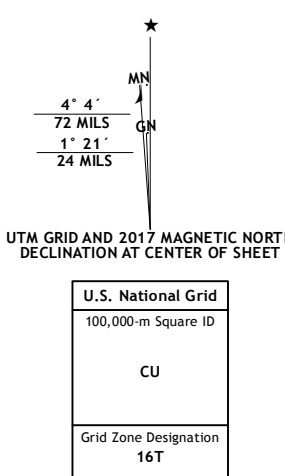 MN
4° 4´
72 MILS
GN
1° 21´
24 MILS
UTM GRID AND 2017 MAGNETIC NORT
DECLINATION AT CENTER OF SHEET
U.S. National Grid
100,000-m Square ID
CU
Grid Zone Designation
16T